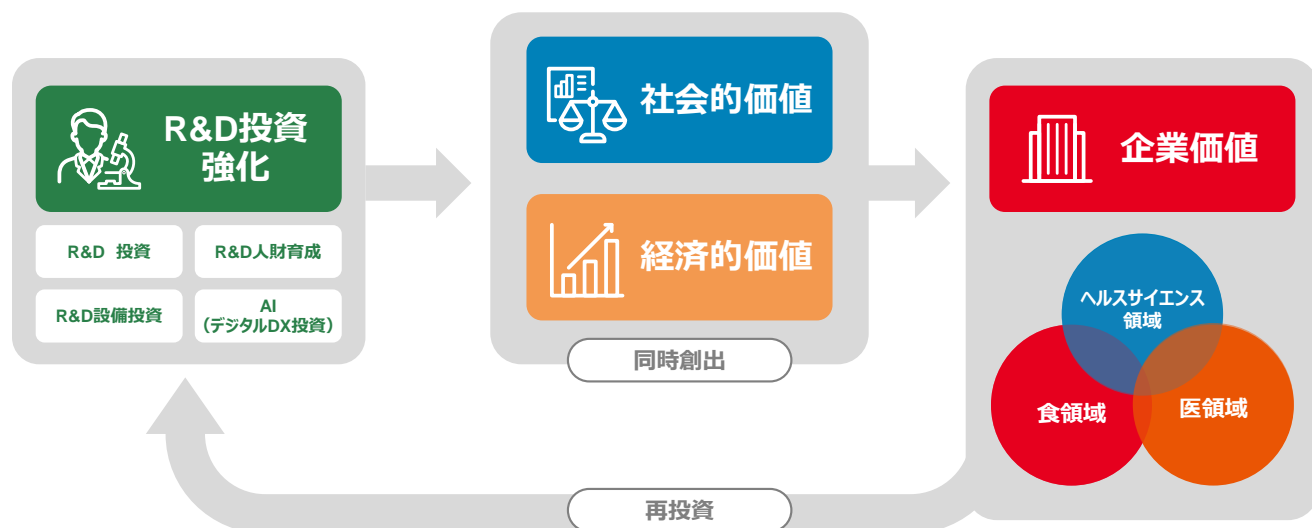 R&D投資
強化
R&D 投資
R&D人財育成
R&D設備投資
AI
（デジタルDX投資）
社会的価値
経済的価値
同時創出
企業価値
ヘルスサイエンス
領域
食領域
医領域
再投資